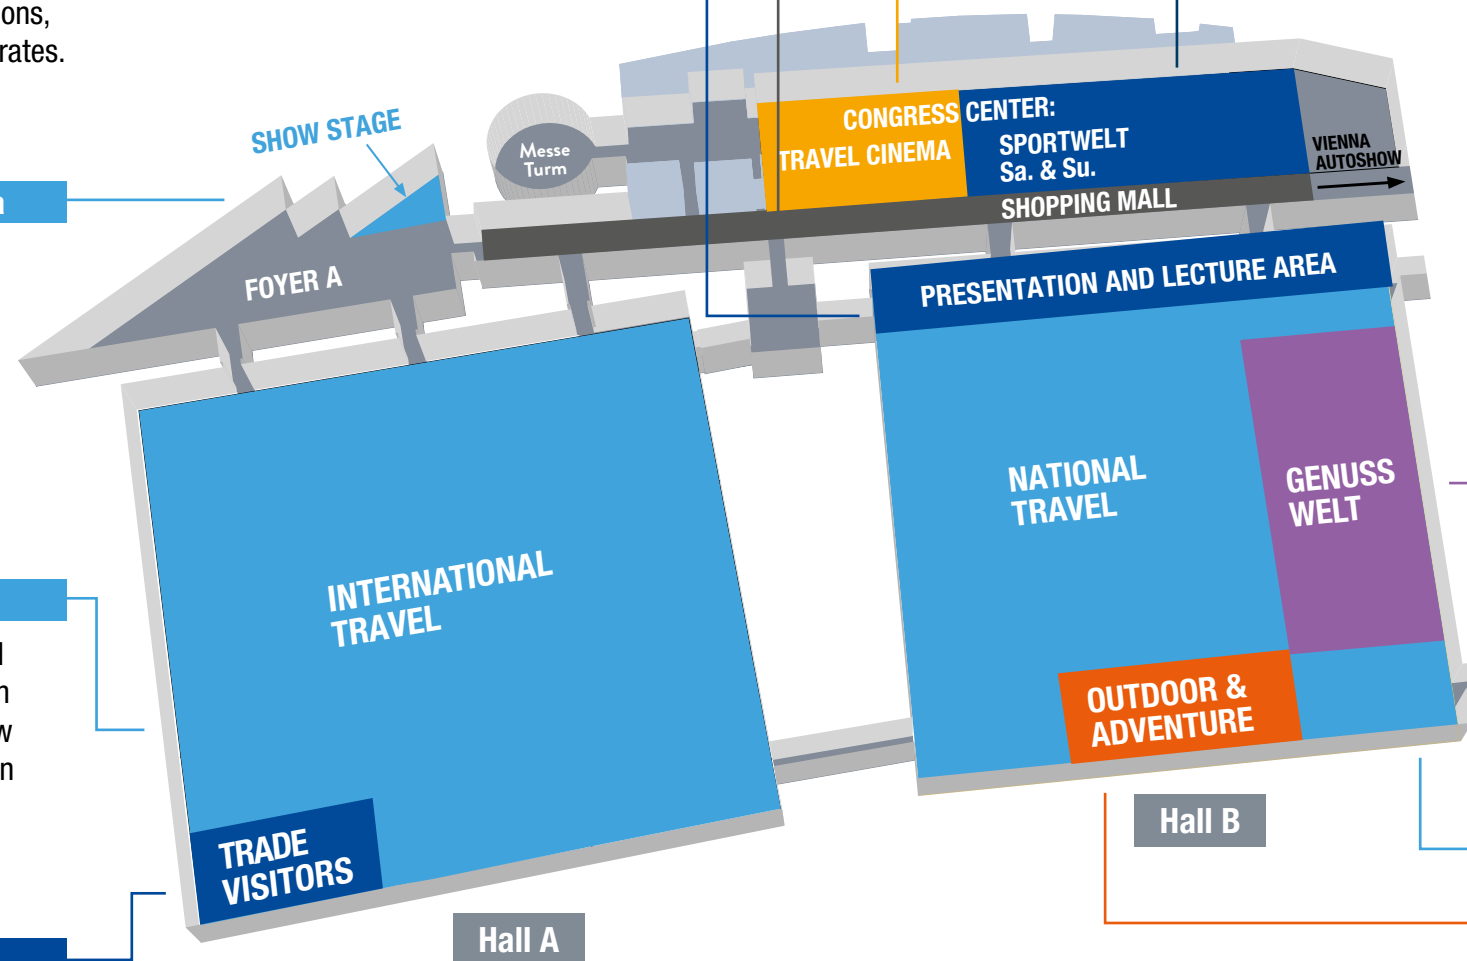 ons,
rates.
SHOW STAGE
a
Messe
Turm
CONGRESS CENTER:
TRAVEL CINEMA
SPORTWELT
Sa. & Su.
VIENNA
AUTOSHOW
SHOPPING MALL
FOYER A
PRESENTATION AND LECTURE AREA
NATIONAL
TRAVEL
GENUSS
WELT
INTERNATIONAL
TRAVEL
n
w
n
OUTDOOR &
ADVENTURE
TRADE
VISITORS
Hall B
Hall A